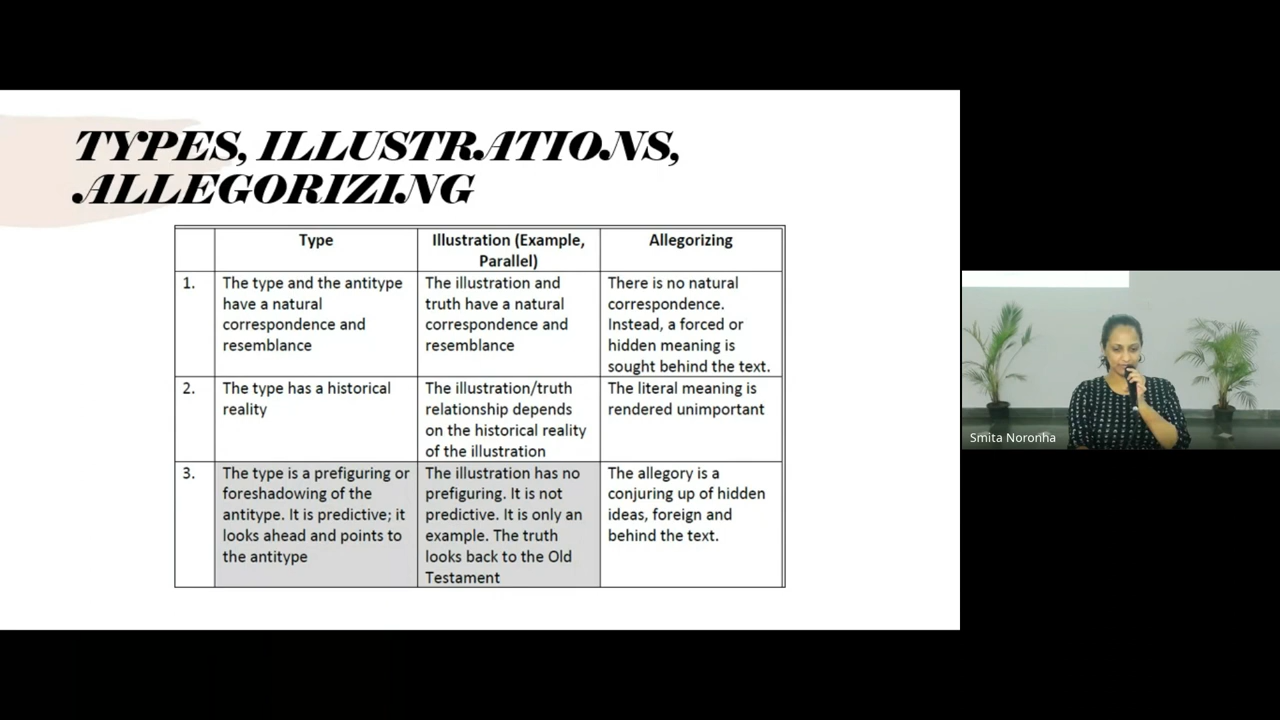 TYPES, ILLUSTRATIONS,
ALLEGORIZING
Type
Illustration (Example,
Parallel)
Allegorizing
1.
The type and the antitype
have a natural
correspondence and
resemblance
The illustration and
truth have a natural
correspondence and
resemblance
There is no natural
correspondence.
Instead, a forced or
hidden meaning is
sought behind the text.
2.
The type has a historical
reality
The illustration/truth
relationship depends
on the historical reality
of the illustration
The literal meaning is
rendered unimportant
3.
The type is a prefiguring or
foreshadowing of the
antitype. It is predictive; it
looks ahead and points to
the antitype
The illustration has no
prefiguring. It is not
predictive. It is only an
example. The truth
looks back to the Old
Testament
The allegory is a
conjuring up of hidden
ideas, foreign and
behind the text.
Smita Noronha